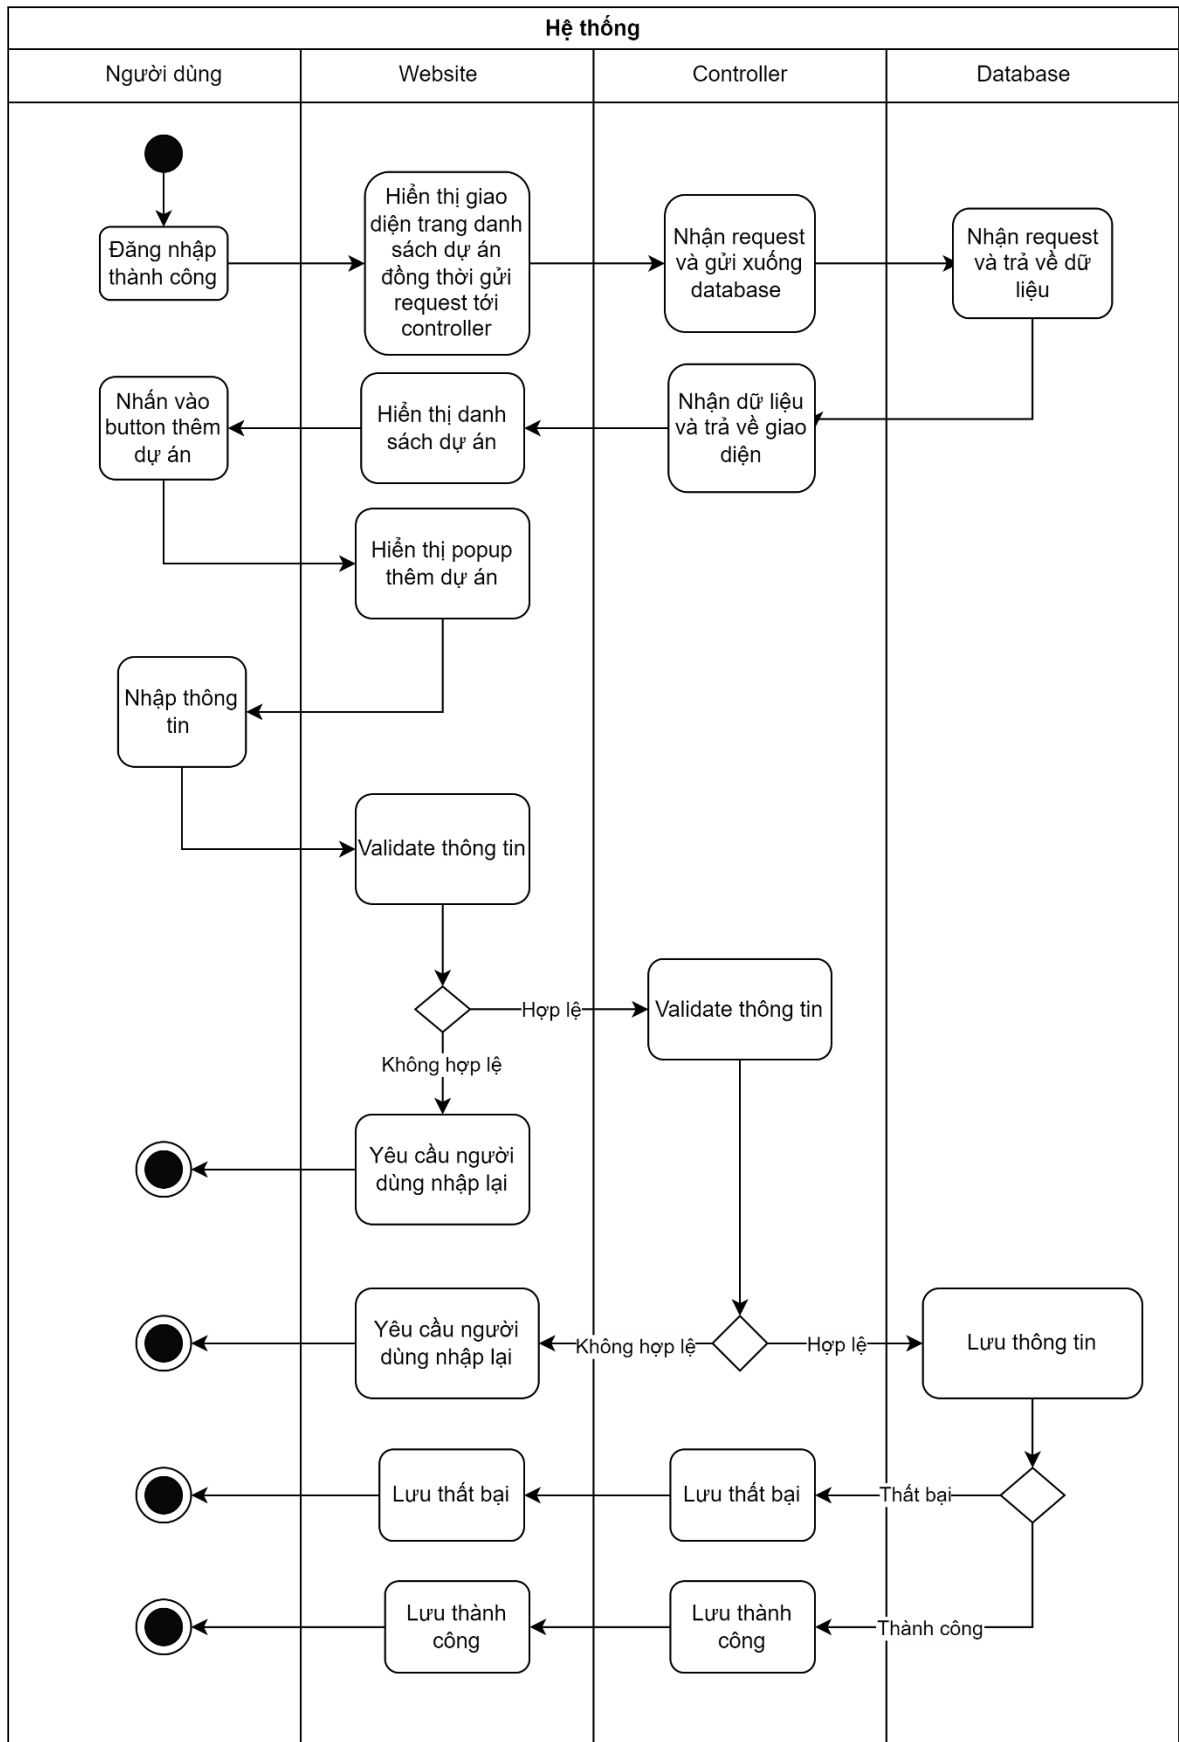 Hệ thống
Người dùng
Website
Controller
Database
Đăng nhập
thành công
Hiển thị giao
diện trang danh
sách dự án
đồng thời gửi
request tới
controller
Nhận request
và gửi xuống
database
Nhận request
và trả về dữ
liệu
Nhấn vào
button thêm
dự án
Hiển thị danh
sách dự án
Nhận dữ liệu
và trả về giao
diện
Hiển thị popup
thêm dự án
Nhập thông
tin
Validate thông tin
Hợp lệ
Validate thông tin
Không hợp lệ
Yêu cầu người
dùng nhập lại
Yêu cầu người
dùng nhập lại
Không hợp lệ
Hợp lệ
Lưu thông tin
Lưu thất bại
Lưu thất bại
Thất bại
Lưu thành
công
Lưu thành
công
Thành công